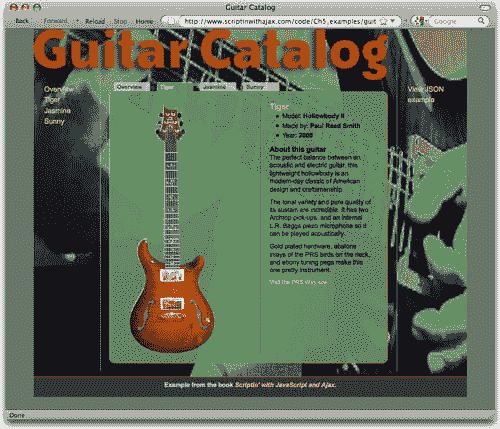 Guitar Catalog
Back Forward Reload Stop Home
http://www.scriptinwithajax.com/code/Ch5_examples/guit
Google
Guitar Catalog
Overview
Tiger
Jasmine
Sunny
Overview Tiger Jasmine Sunny
View JSON
example
Tiger
Model: Hollowbody II
Made by: Paul Reed Smith
Year:
About this guitar
The perfect balance between an
acoustic and electric guitar, this
lightweight hollowbody is an
modern-day classic of American
design and craftsmanship
The tonal variety and pure quality of
its sustain are incredible. It has two
Archtop pick-ups, and an internal
L.R. Baggs piezo microphone so it
can be played acoustically.
Gold plated hardware, abalone
inlays of the PRS birds on the neck,
and ebony tuning pegs make this
one pretty instrument.
Visit the PRS Web site
Example from the book Scriptin' with JavaScript and Ajax.
Done